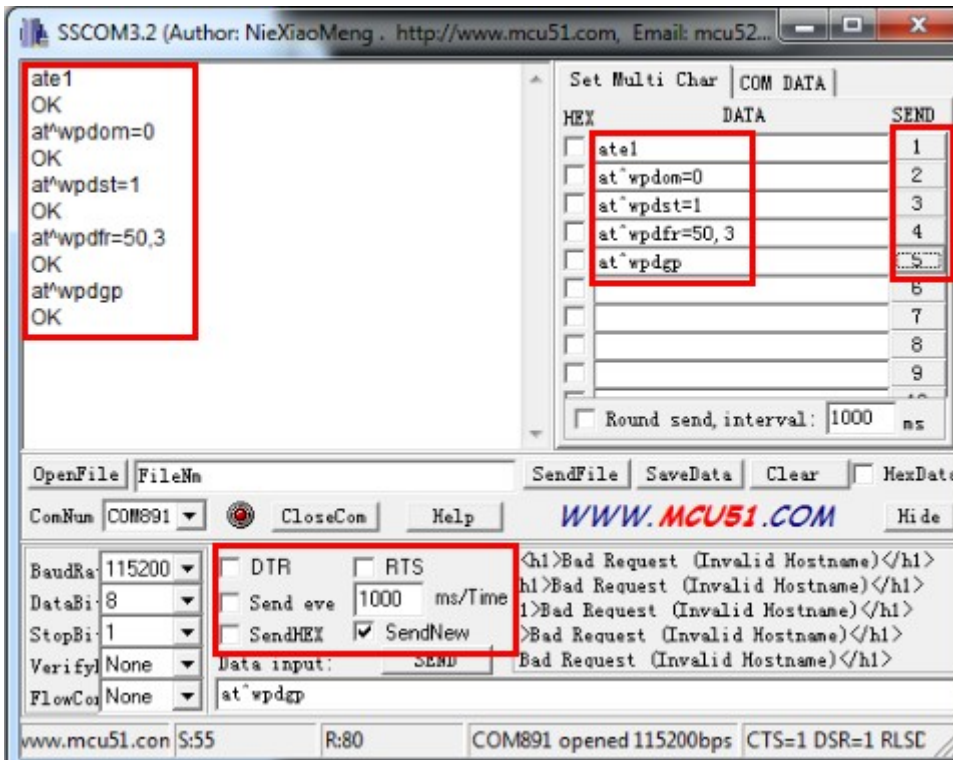 SSCOM3.2 (Author: NieXiaoMeng .  http://www.mcu51.com,  Email: mcu52...
ate1
OK
at^wpdom=0
OK
at^wpdst=1
OK
at^wpdfr=50,3
OK
at^wpdgp
OK
Set Multi Char COM DATA
HEX DATA SEND
ate1 1
at^wpdom=0 2
at^wpdst=1 3
at^wpdfr=50, 3 4
at^wpdgp 5
6
7
8
9
Round send, interval: 1000 ms
OpenFile FileNm SendFile SaveData Clear HexData
ComNum COM891 CloseCom Help WWW.MCU51.COM Hide
BaudRa 115200 DTR RTS
DataBi 8 Send eve 1000 ms/Time
StopBi 1 SendHEX SendNew
VerifyI None Data input: SEND
FlowCo None at^wpdgp
<h1>Bad Request (Invalid Hostname)</h1>
h1>Bad Request (Invalid Hostname)</h1>
1>Bad Request (Invalid Hostname)</h1>
>Bad Request (Invalid Hostname)</h1>
Bad Request (Invalid Hostname)</h1>
www.mcu51.con S:55 R:80 COM891 opened 115200bps CTS=1 DSR=1 RLSD